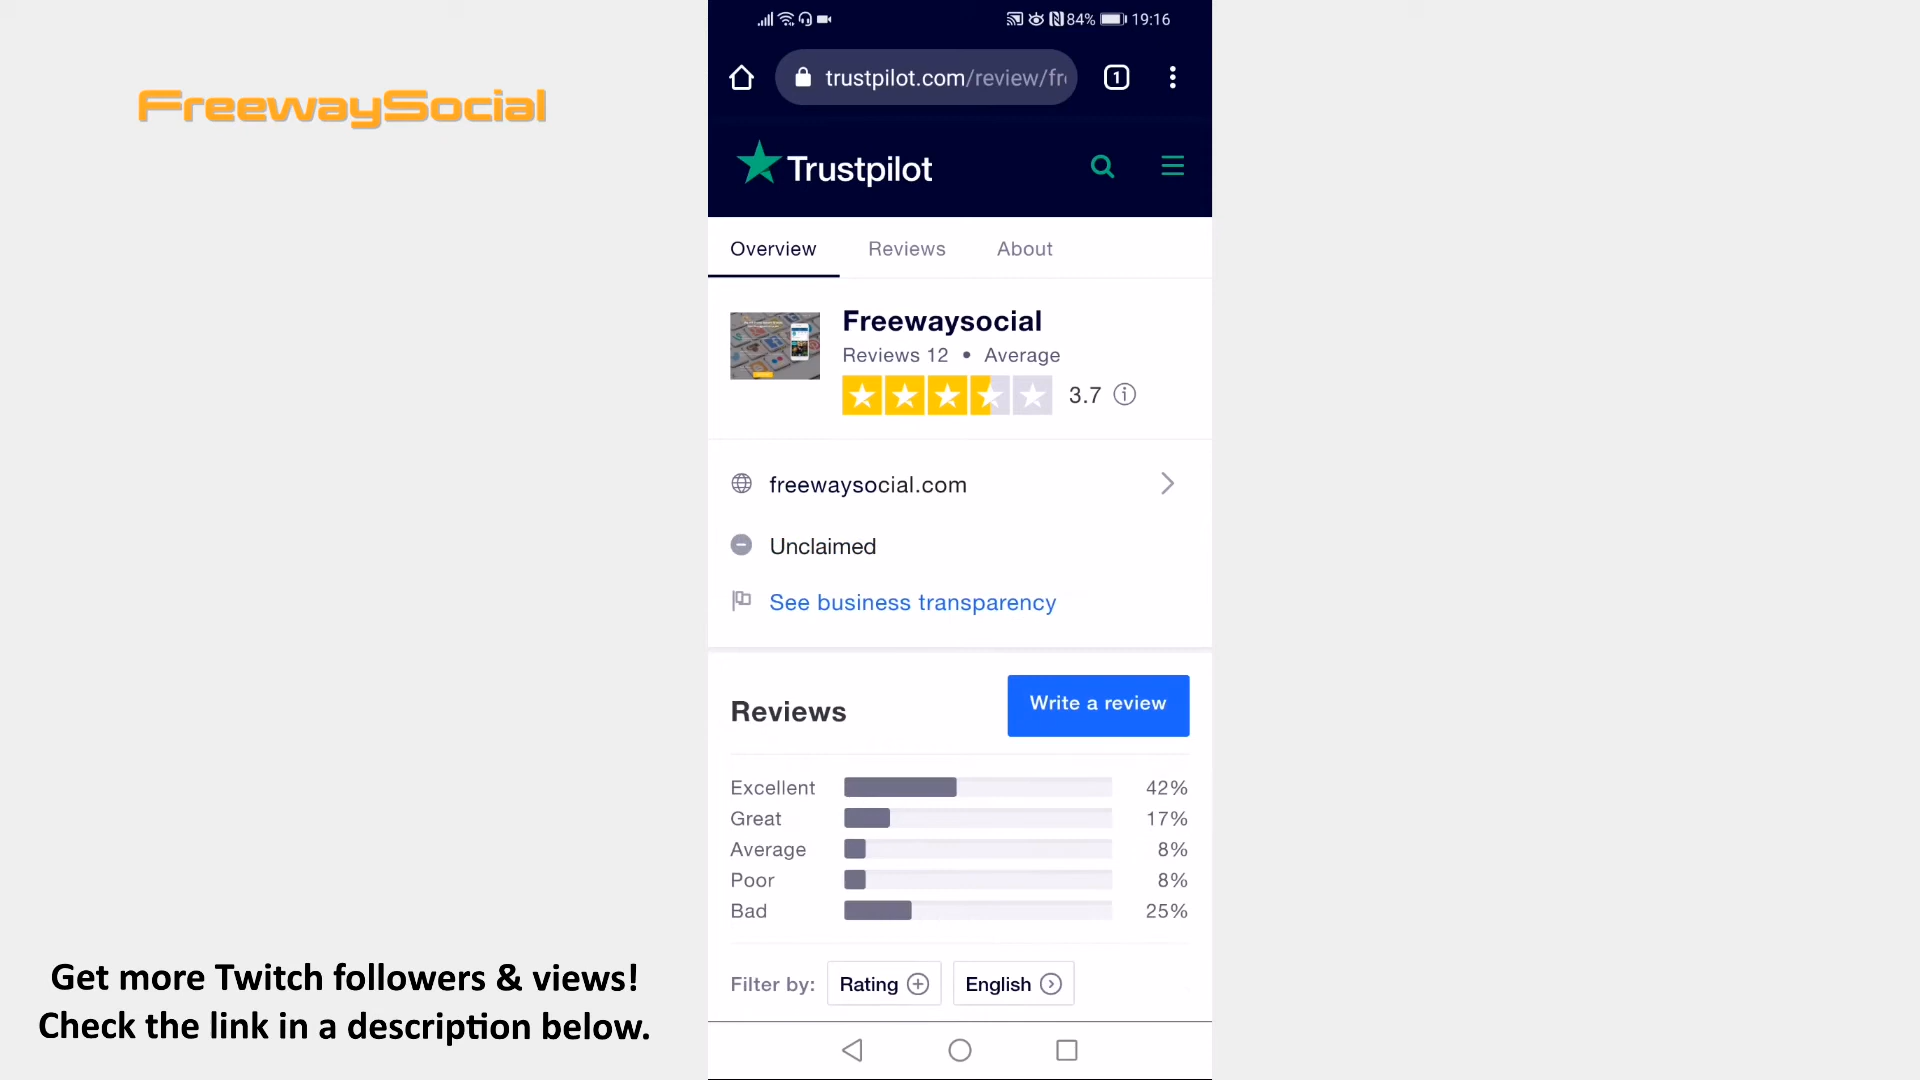 84% 19:16
trustpilot.com/review/fr
1
FreewaySocial
Trustpilot
Overview Reviews About
Freewaysocial
Reviews 12 • Average
3.7
freewaysocial.com
Unclaimed
See business transparency
Reviews
Write a review
Excellent 42%
Great 17%
Average 8%
Poor 8%
Bad 25%
Filter by: Rating English
Get more Twitch followers & views!
Check the link in a description below.